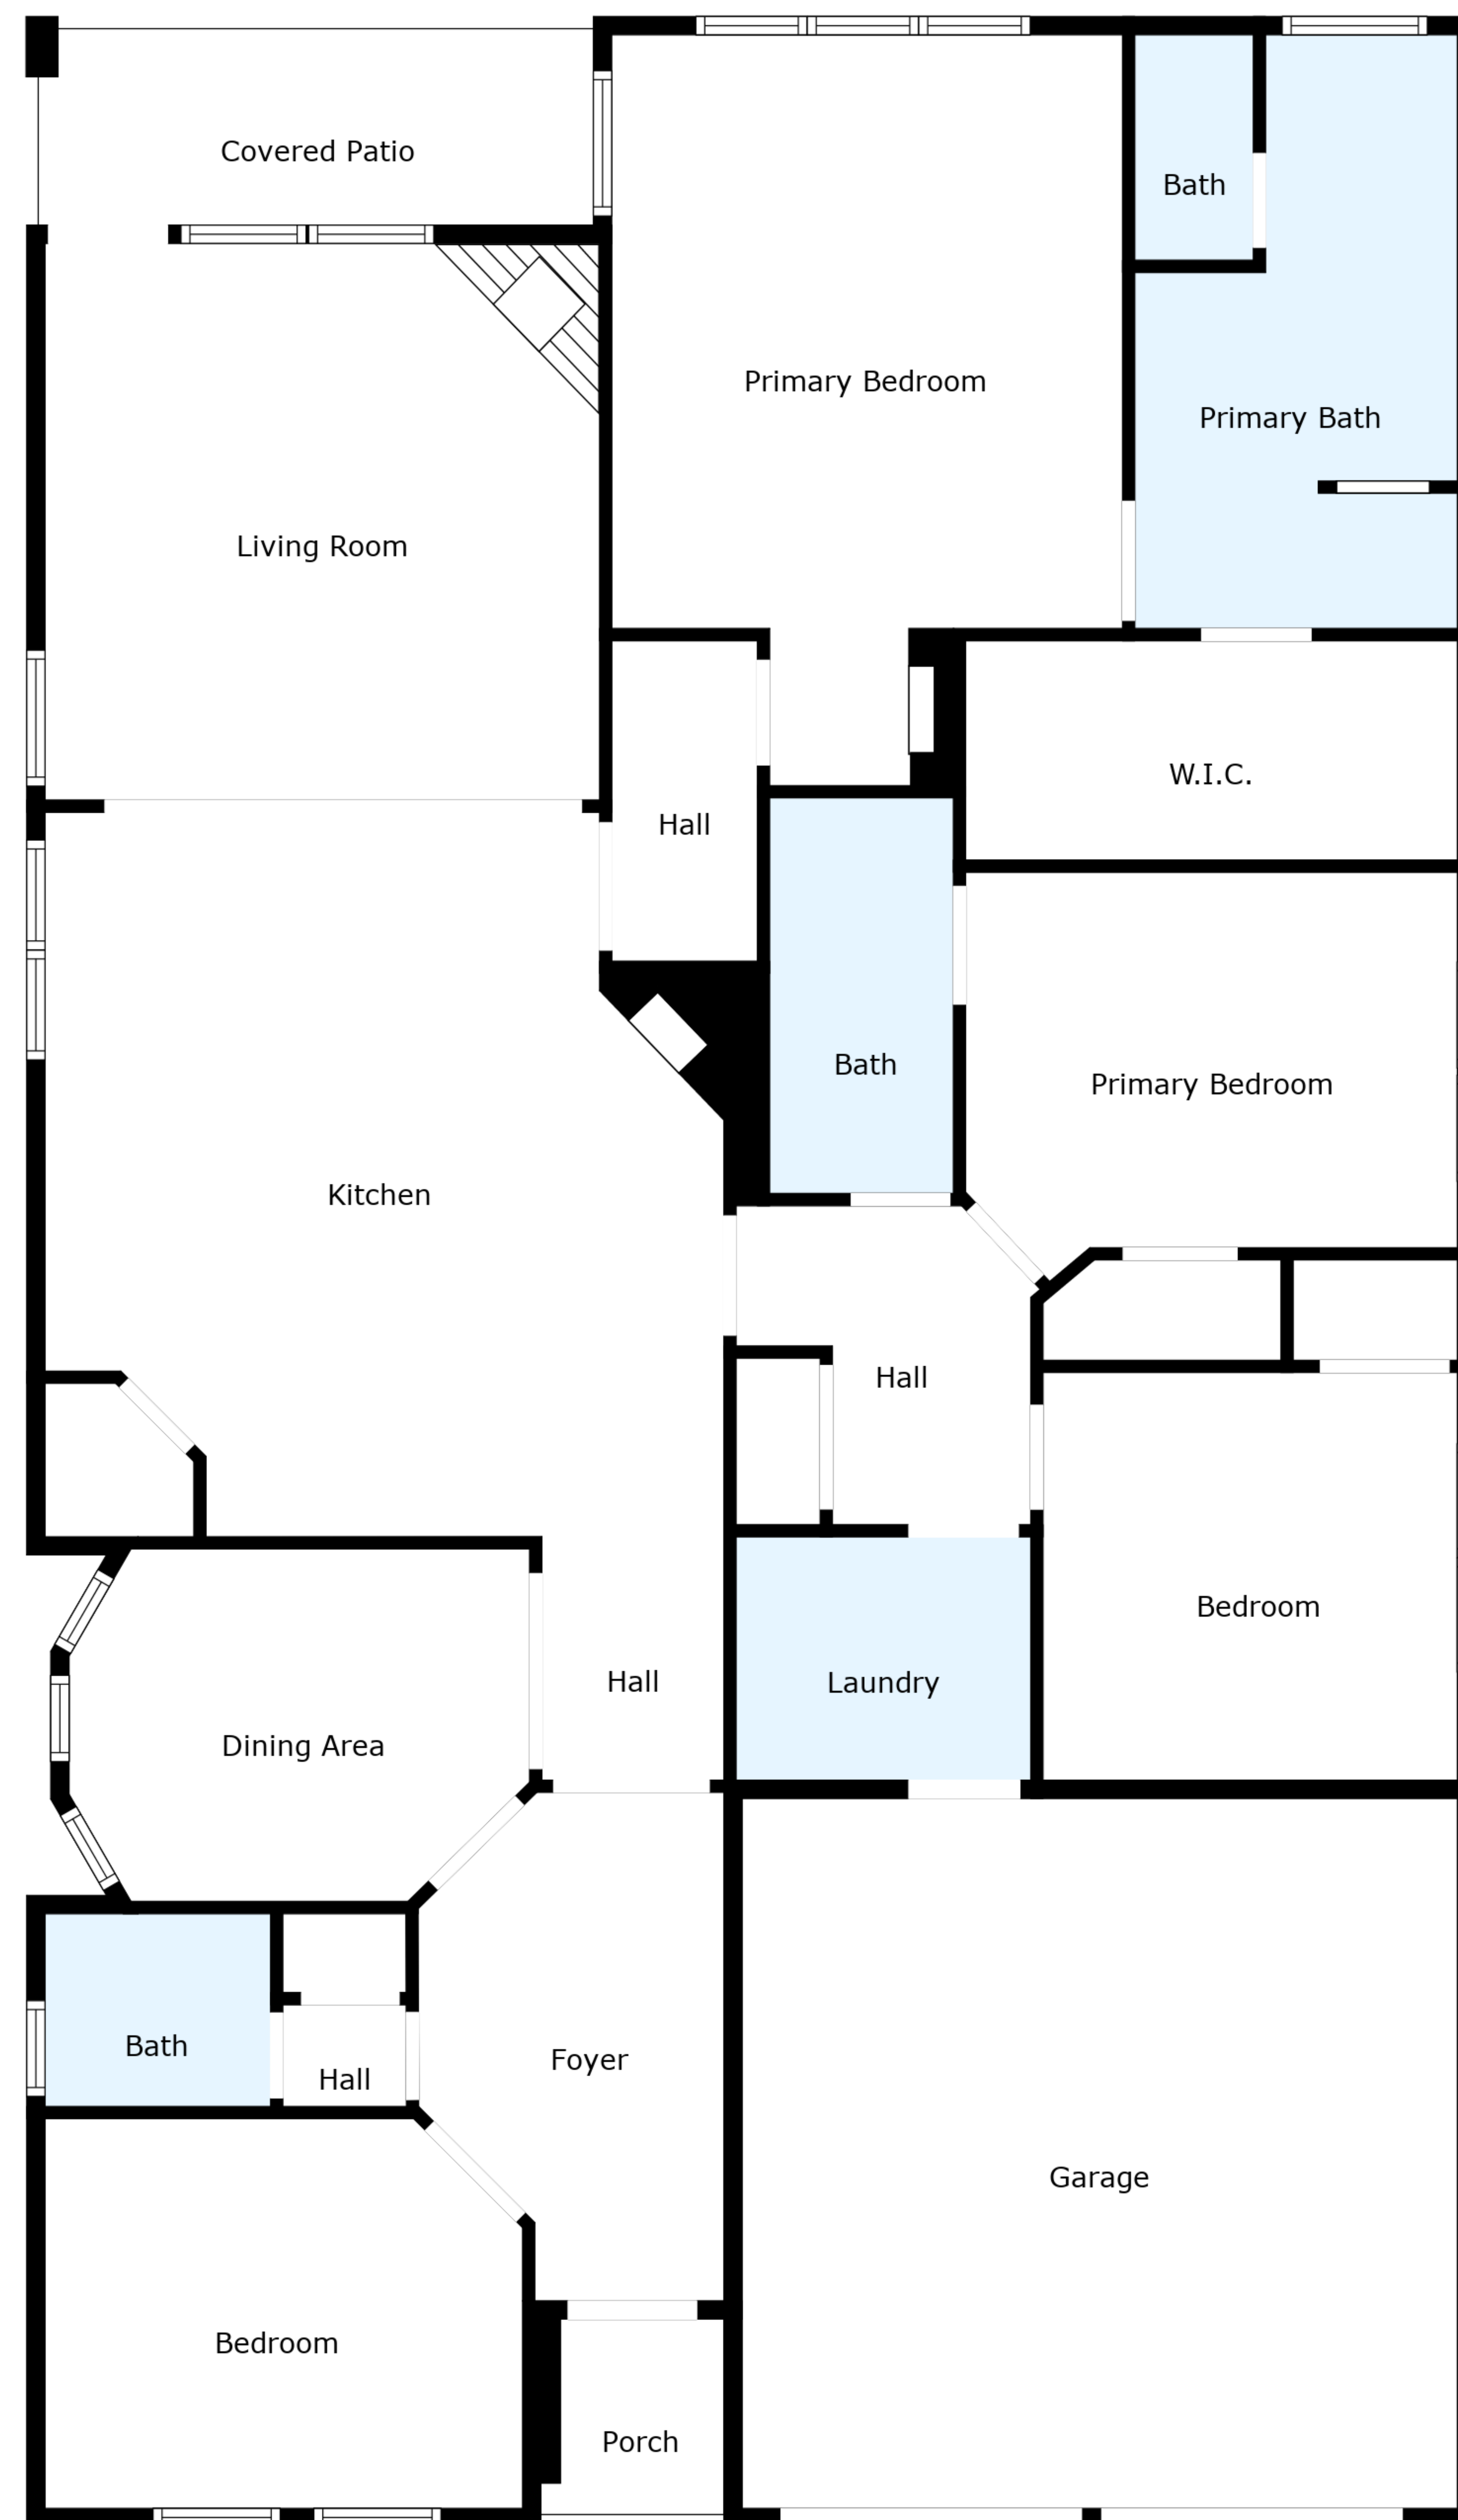 Covered Patio
Bath
Primary Bedroom
Primary Bath
Living Room
W.I.C.
Hall
Bath
Primary Bedroom
Kitchen
Hall
Bedroom
Hall
Laundry
Dining Area
Bath
Foyer
Hall
Garage
Bedroom
Porch